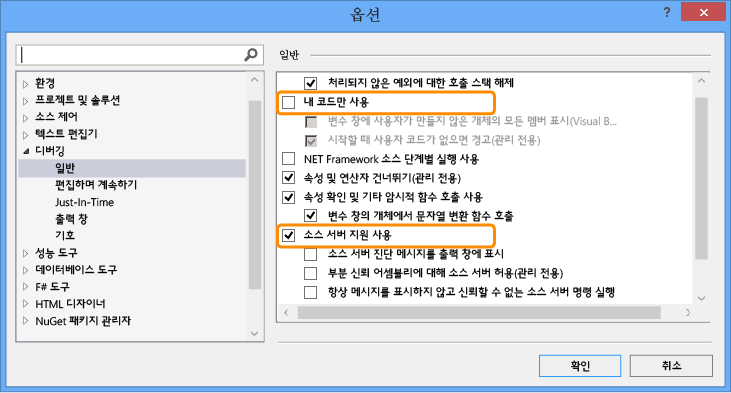 옵션
?
일반
환경
프로젝트 및 솔루션
소스 제어
텍스트 편집기
디버깅
일반
편집하며 계속하기
Just-In-Time
출력 창
기호
성능 도구
데이터베이스 도구
F# 도구
HTML 디자이너
NuGet 패키지 관리자
처리되지 않은 예외에 대한 호출 스택 해제
내 코드만 사용
변수 창에 사용자가 만들지 않은 개체의 모든 멤버 표시(Visual B...
시작할 때 사용자 코드가 없으면 경고(관리 전용)
NET Framework 소스 단계별 실행 사용
속성 및 연산자 건너뛰기(관리 전용)
속성 확인 및 기타 암시적 함수 호출 사용
변수 창의 개체에서 문자열 변환 함수 호출
소스 서버 지원 사용
소스 서버 진단 메시지를 출력 창에 표시
부분 신뢰 어셈블리에 대해 소스 서버 허용(관리 전용)
항상 메시지를 표시하지 않고 신뢰할 수 없는 소스 서버 명령 실행
확인
취소